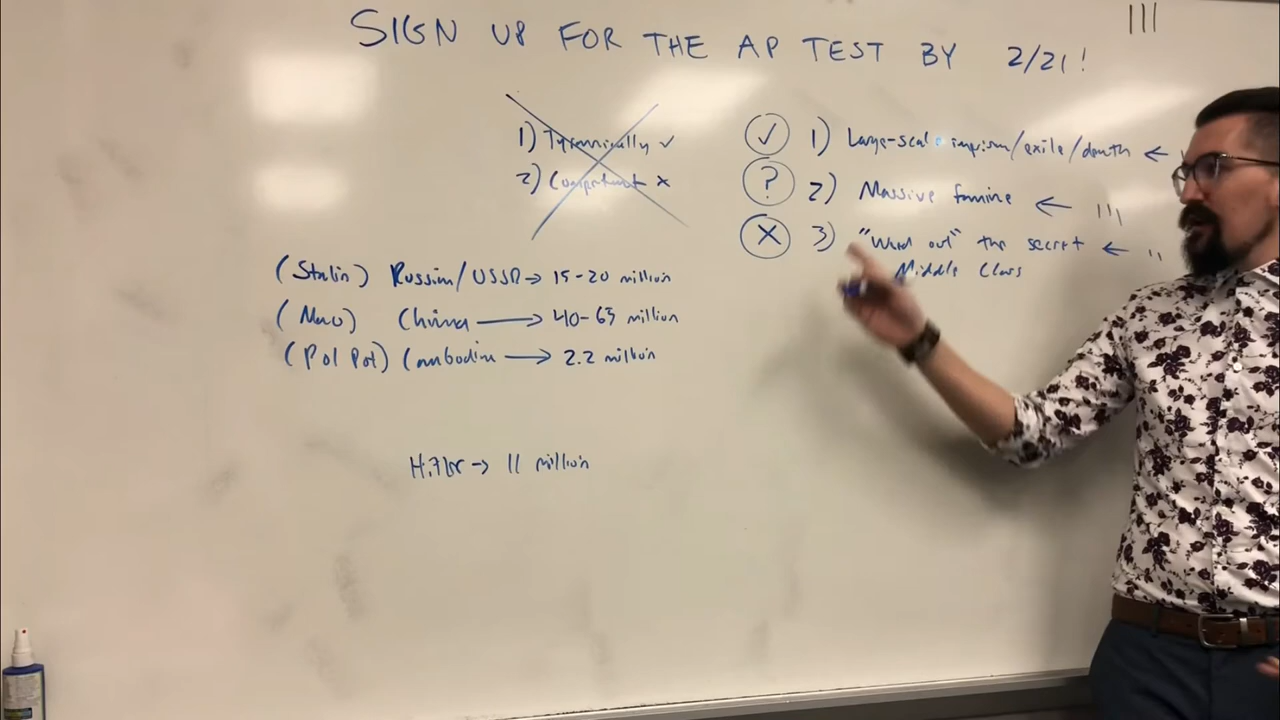 SIGN UP FOR THE AP TEST BY 2/21!
1) Tyrannically ✓
2) Competent x
✓ 1) Large-scale imprison/exile/death ←
? 2) Massive famine ←
X 3) "Weed out" the secret ←
Middle Class
(Stalin) Russia/USSR → 15-20 million
(Mao) China → 40-65 million
(Pol Pot) Cambodia → 2.2 million
Hitler → 11 million